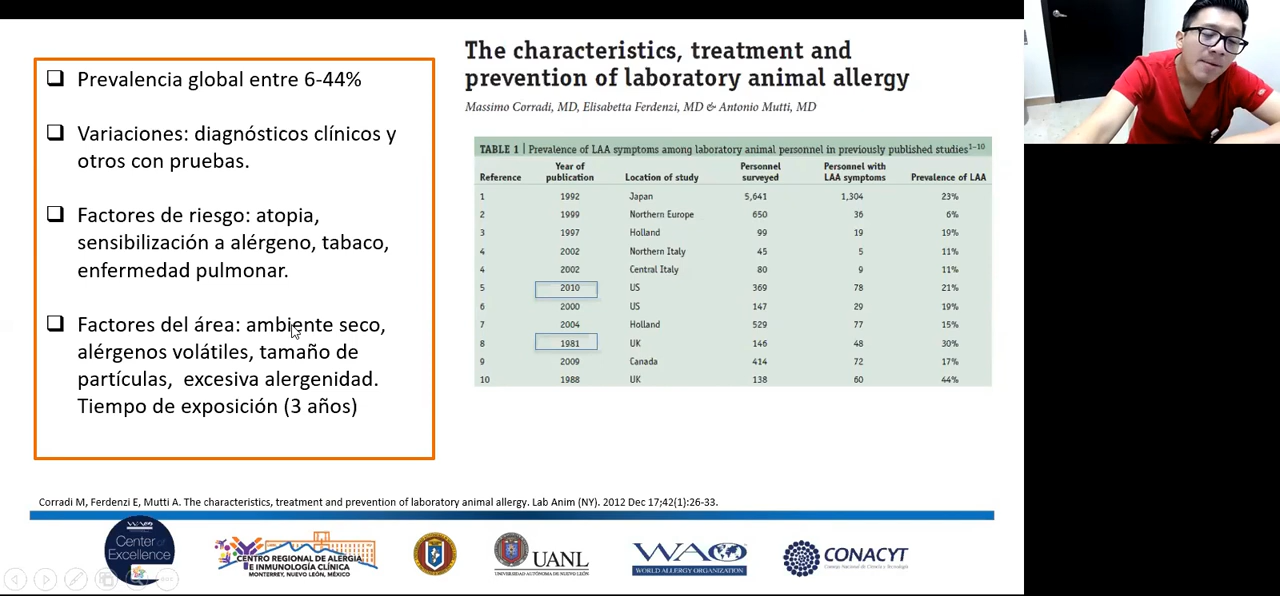 Prevalencia global entre 6-44%
Variaciones: diagnósticos clínicos y
otros con pruebas.
Factores de riesgo: atopia,
sensibilización a alérgeno, tabaco,
enfermedad pulmonar.
Factores del área: ambiente seco,
alérgenos volátiles, tamaño de
partículas, excesiva alergenidad.
Tiempo de exposición (3 años)
The characteristics, treatment and
prevention of laboratory animal allergy
Massimo Corradi, MD, Elisabetta Ferdenzi, MD & Antonio Mutti, MD
TABLE 1 | Prevalence of LAA symptoms among laboratory animal personnel in previously published studies1–10
Reference Year of publication Location of study Personnel surveyed Personnel with LAA symptoms Prevalence of LAA
1 1992 Japan 5,641 1,304 23%
2 1999 Northern Europe 650 36 6%
3 1997 Holland 99 19 19%
4 2002 Northern Italy 45 5 11%
4 2002 Central Italy 80 9 11%
5 2010 US 369 78 21%
6 2000 US 147 29 19%
7 2004 Holland 529 77 15%
8 1981 UK 146 48 30%
9 2009 Canada 414 72 17%
10 1988 UK 138 60 44%
Corradi M, Ferdenzi E, Mutti A. The characteristics, treatment and prevention of laboratory animal allergy. Lab Anim (NY). 2012 Dec 17;42(1):26-33.
Center of
Excellence
CENTRO REGIONAL DE ALERGIA
E INMUNOLOGÍA CLÍNICA
MONTERREY, NUEVO LEÓN, MÉXICO
UANL
UNIVERSIDAD AUTÓNOMA DE NUEVO LEÓN
WAO
WORLD ALLERGY ORGANIZATION
CONACYT
Consejo Nacional de Ciencia y Tecnología